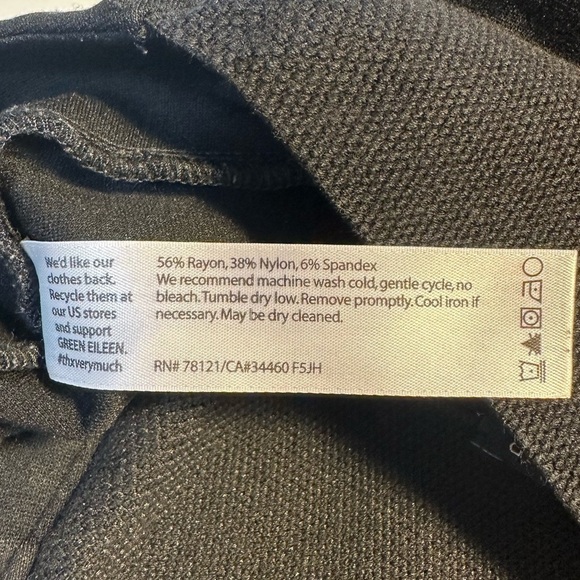 We'd like our
clothes back.
Recycle them at
our US stores
and support
GREEN EILEEN.
#thxverymuch
56% Rayon, 38% Nylon, 6% Spandex
We recommend machine wash cold, gentle cycle, no
bleach. Tumble dry low. Remove promptly. Cool iron if
necessary. May be dry cleaned.
RN# 78121/CA#34460 F5JH